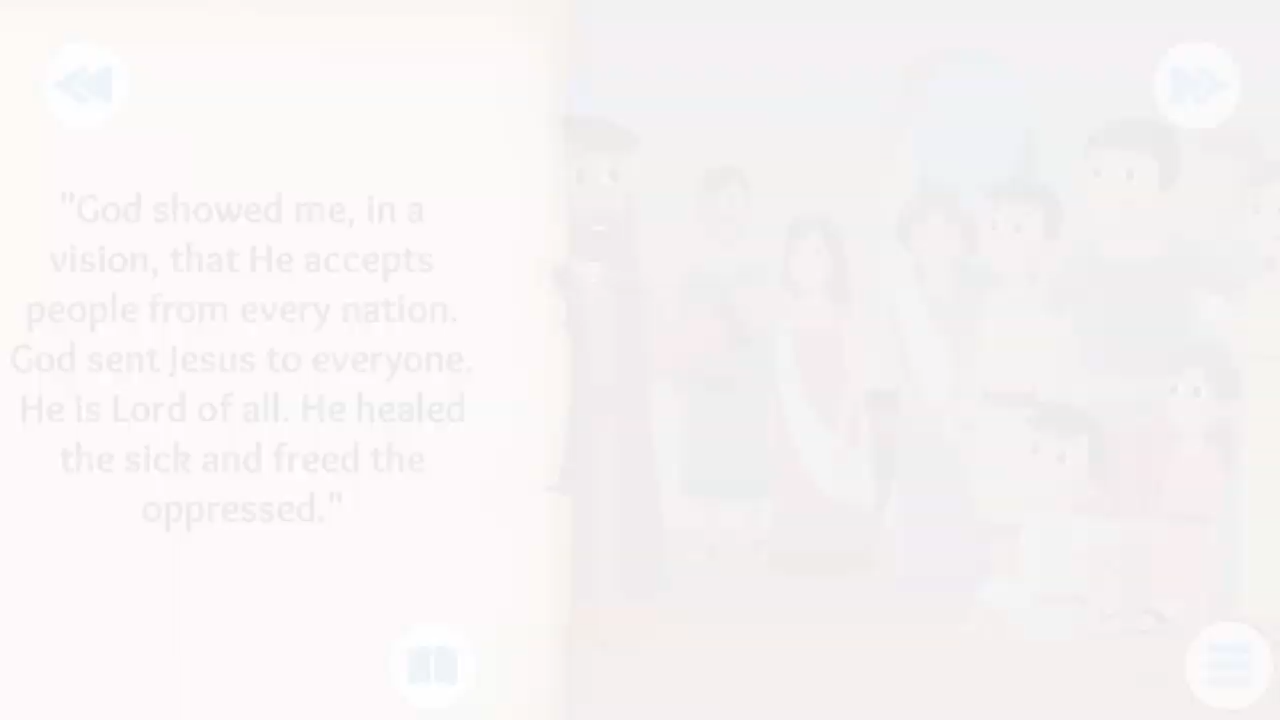 "God showed me, in a
vision, that He accepts
people from every nation.
God sent Jesus to everyone.
He is Lord of all. He healed
the sick and freed the
oppressed."